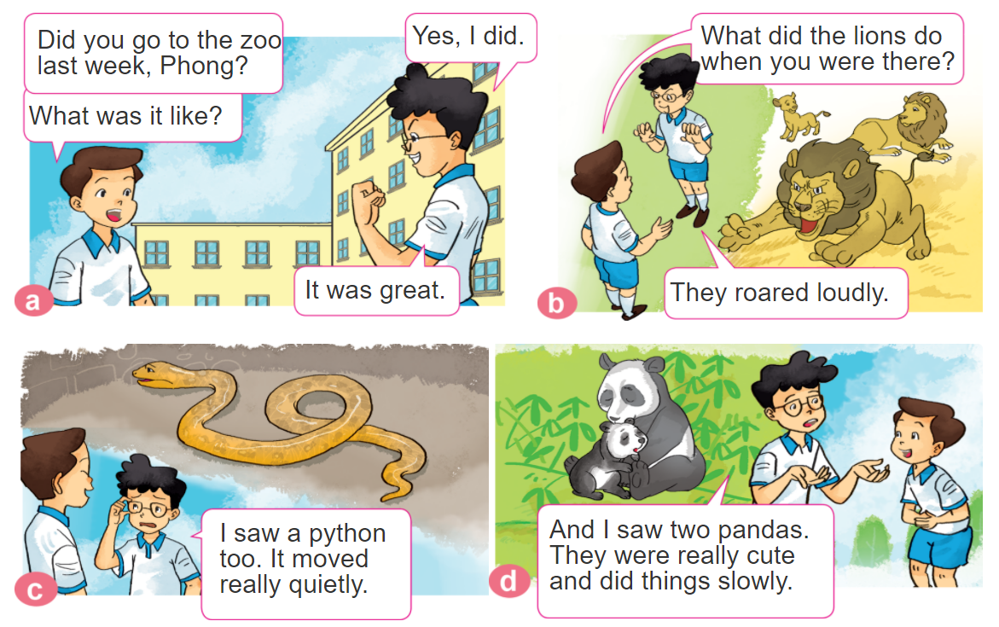 Did you go to the zoo
last week, Phong?
What was it like?
Yes, I did.
It was great.
a
What did the lions do
when you were there?
They roared loudly.
b
I saw a python
too. It moved
really quietly.
c
And I saw two pandas.
They were really cute
and did things slowly.
d